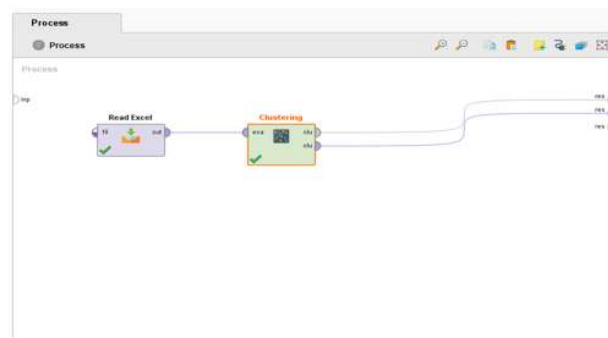 Process
Process
Process
inp
res
res
res
Read Excel
Clustering
fil
out
exa
clu
clu